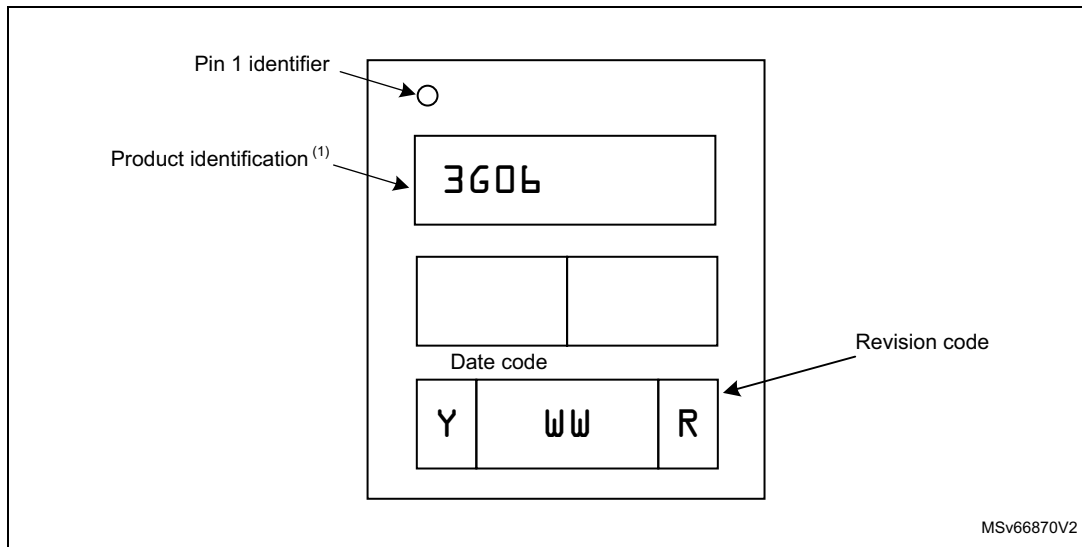 Pin 1 identifier
Product identification (1)
3G06
Date code
Revision code
Y WW R
MSv66870V2